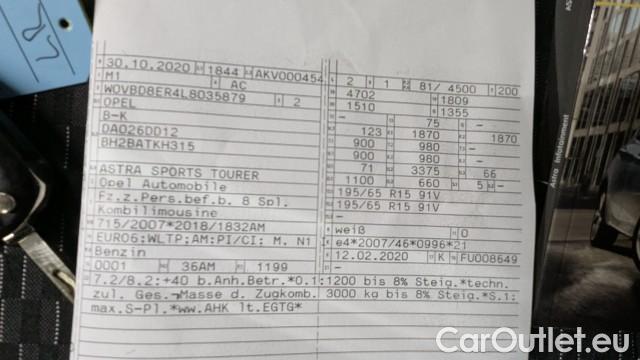 30.10.2020 1844 AKV000454
M1 AC
W0VBD8ER4L8035879 2
OPEL
B-K
DA026DD12
BH2BATKH315
ASTRA SPORTS TOURER
Opel Automobile
Fz.z.Pers.bef.b. 8 Spl.
Kombilimousine
715/2007*2018/1832AM
EURO6;WLTP;AM:PI/CI; M, N1
Benzin
0001 36AM 1199
2 1 81/ 4500 200
4702 1809
1510 1355
- 75 -
123 1870 1870
900 980 -
900 980 -
71 3375 66
1100 660 5 -
195/65 R15 91V
195/65 R15 91V
-
weiß 0
e4*2007/46*0996*21
12.02.2020 K FU008649
-
7.2/8.2:+40 b.Anh.Betr.*0.1:1200 bis 8% Steig.*techn.
zul. Ges.-Masse d. Zugkomb. 3000 kg bis 8% Steig.*S.1:
max.S-Pl.*ww.AHK lt.EGTG*
Astra Infotainment
CarOutlet.eu